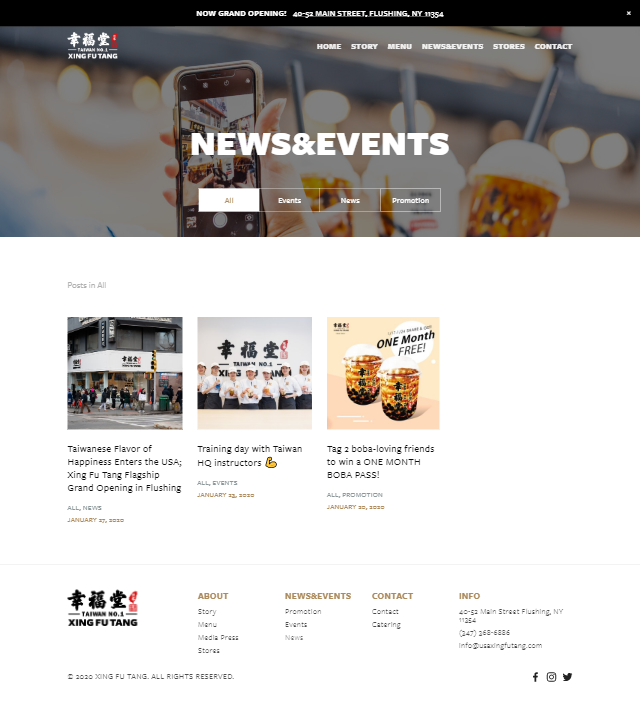 NOW GRAND OPENING! 40-52 MAIN STREET, FLUSHING, NY 11354
×
幸福堂
TAIWAN NO.1
XING FU TANG
HOME STORY MENU NEWS&EVENTS STORES CONTACT
NEWS&EVENTS
All Events News Promotion
Posts in All
幸福堂
幸福堂
TAIWAN NO.1
ONE Month
FREE!
Taiwanese Flavor of
Happiness Enters the USA;
Xing Fu Tang Flagship
Grand Opening in Flushing
ALL, NEWS
JANUARY 27, 2020
Training day with Taiwan
HQ instructors 💪
ALL, EVENTS
JANUARY 23, 2020
Tag 2 boba-loving friends
to win a ONE MONTH
BOBA PASS!
ALL, PROMOTION
JANUARY 20, 2020
幸福堂
TAIWAN NO.1
XING FU TANG
ABOUT
Story
Menu
Media Press
Stores
NEWS&EVENTS
Promotion
Events
News
CONTACT
Contact
Catering
INFO
40-52 Main Street Flushing, NY
11354
(347) 368-6886
info@usaxingfutang.com
© 2020 XING FU TANG. ALL RIGHTS RESERVED.